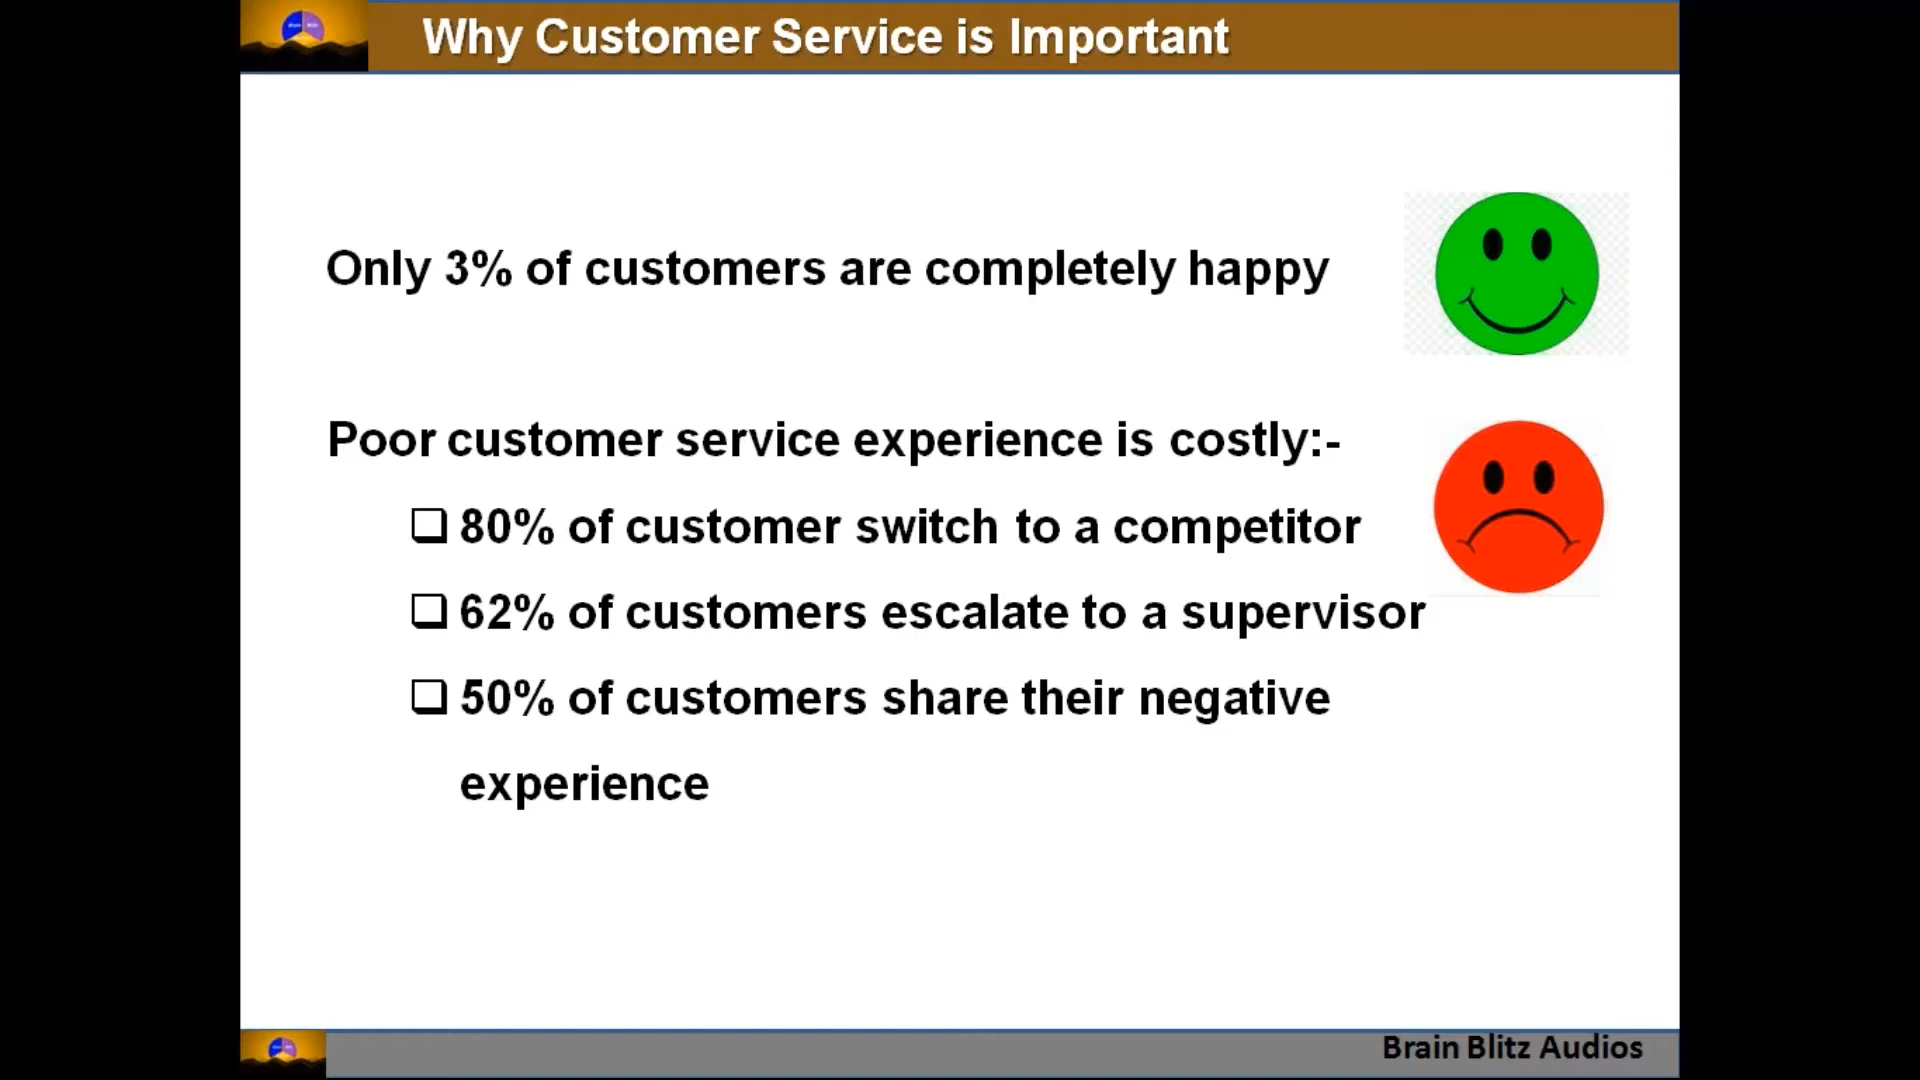 Why Customer Service is Important
Only 3% of customers are completely happy
Poor customer service experience is costly:-
❑ 80% of customer switch to a competitor
❑ 62% of customers escalate to a supervisor
❑ 50% of customers share their negative
experience
Brain Blitz Audios